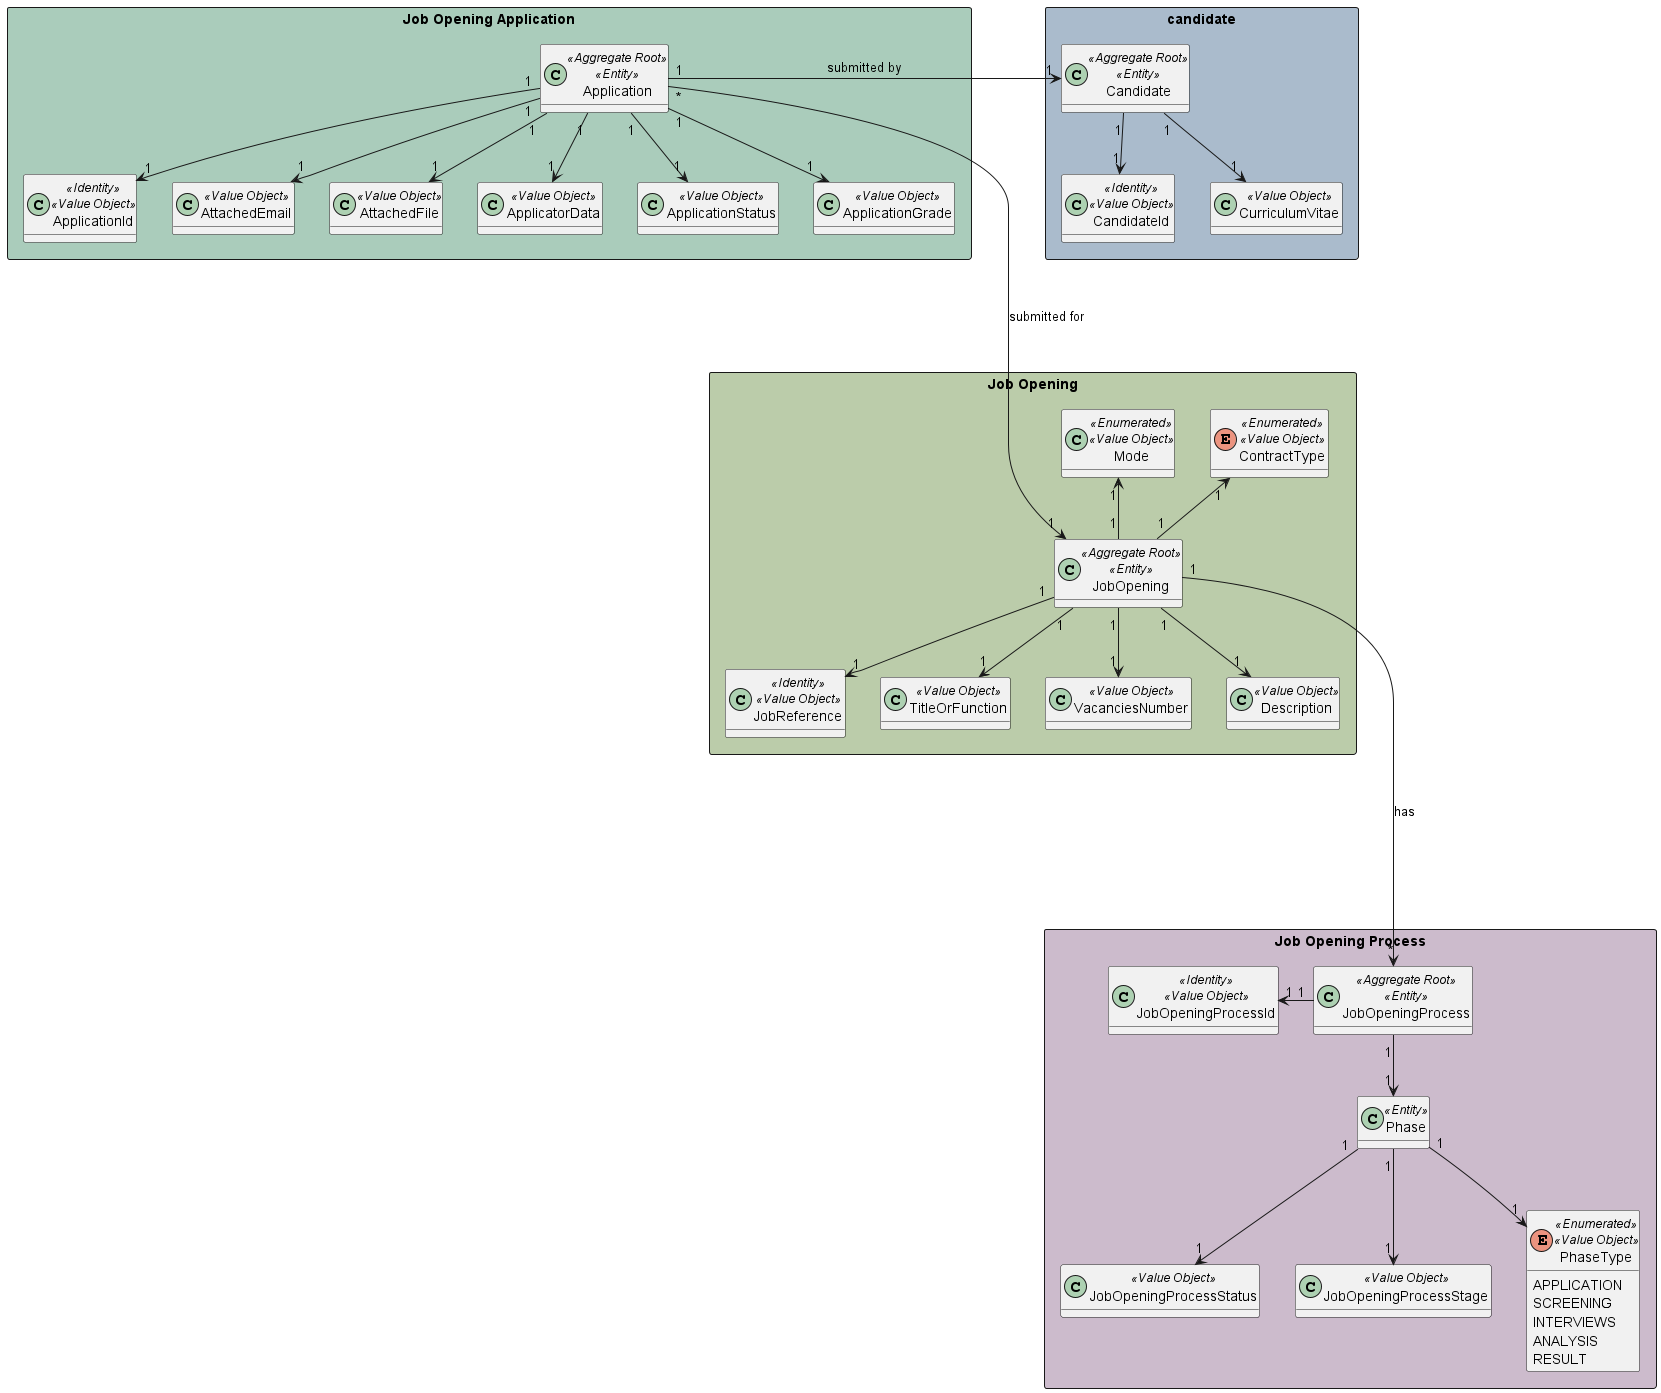 Job Opening Application
«Aggregate Root»
«Entity»
C
Application
1
1
1
1
1
1
*
1
submitted by
1
1
1
1
1
1
1
«Identity»
«Value Object»
C
ApplicationId
«Value Object»
C
AttachedEmail
«Value Object»
C
AttachedFile
«Value Object»
C
ApplicatorData
«Value Object»
C
ApplicationStatus
«Value Object»
C
ApplicationGrade
candidate
«Aggregate Root»
«Entity»
C
Candidate
1
1
1
1
«Identity»
«Value Object»
C
CandidateId
«Value Object»
C
CurriculumVitae
submitted for
Job Opening
«Enumerated»
«Value Object»
C
Mode
«Enumerated»
«Value Object»
E
ContractType
1
1
1
1
1
«Aggregate Root»
«Entity»
C
JobOpening
1
1
1
1
1
1
1
1
1
«Identity»
«Value Object»
C
JobReference
«Value Object»
C
TitleOrFunction
«Value Object»
C
VacanciesNumber
«Value Object»
C
Description
has
Job Opening Process
«Identity»
«Value Object»
C
JobOpeningProcessId
1
1
«Aggregate Root»
«Entity»
C
JobOpeningProcess
1
1
«Entity»
C
Phase
1
1
1
1
1
1
«Value Object»
C
JobOpeningProcessStatus
«Value Object»
C
JobOpeningProcessStage
«Enumerated»
«Value Object»
E
PhaseType
APPLICATION
SCREENING
INTERVIEWS
ANALYSIS
RESULT